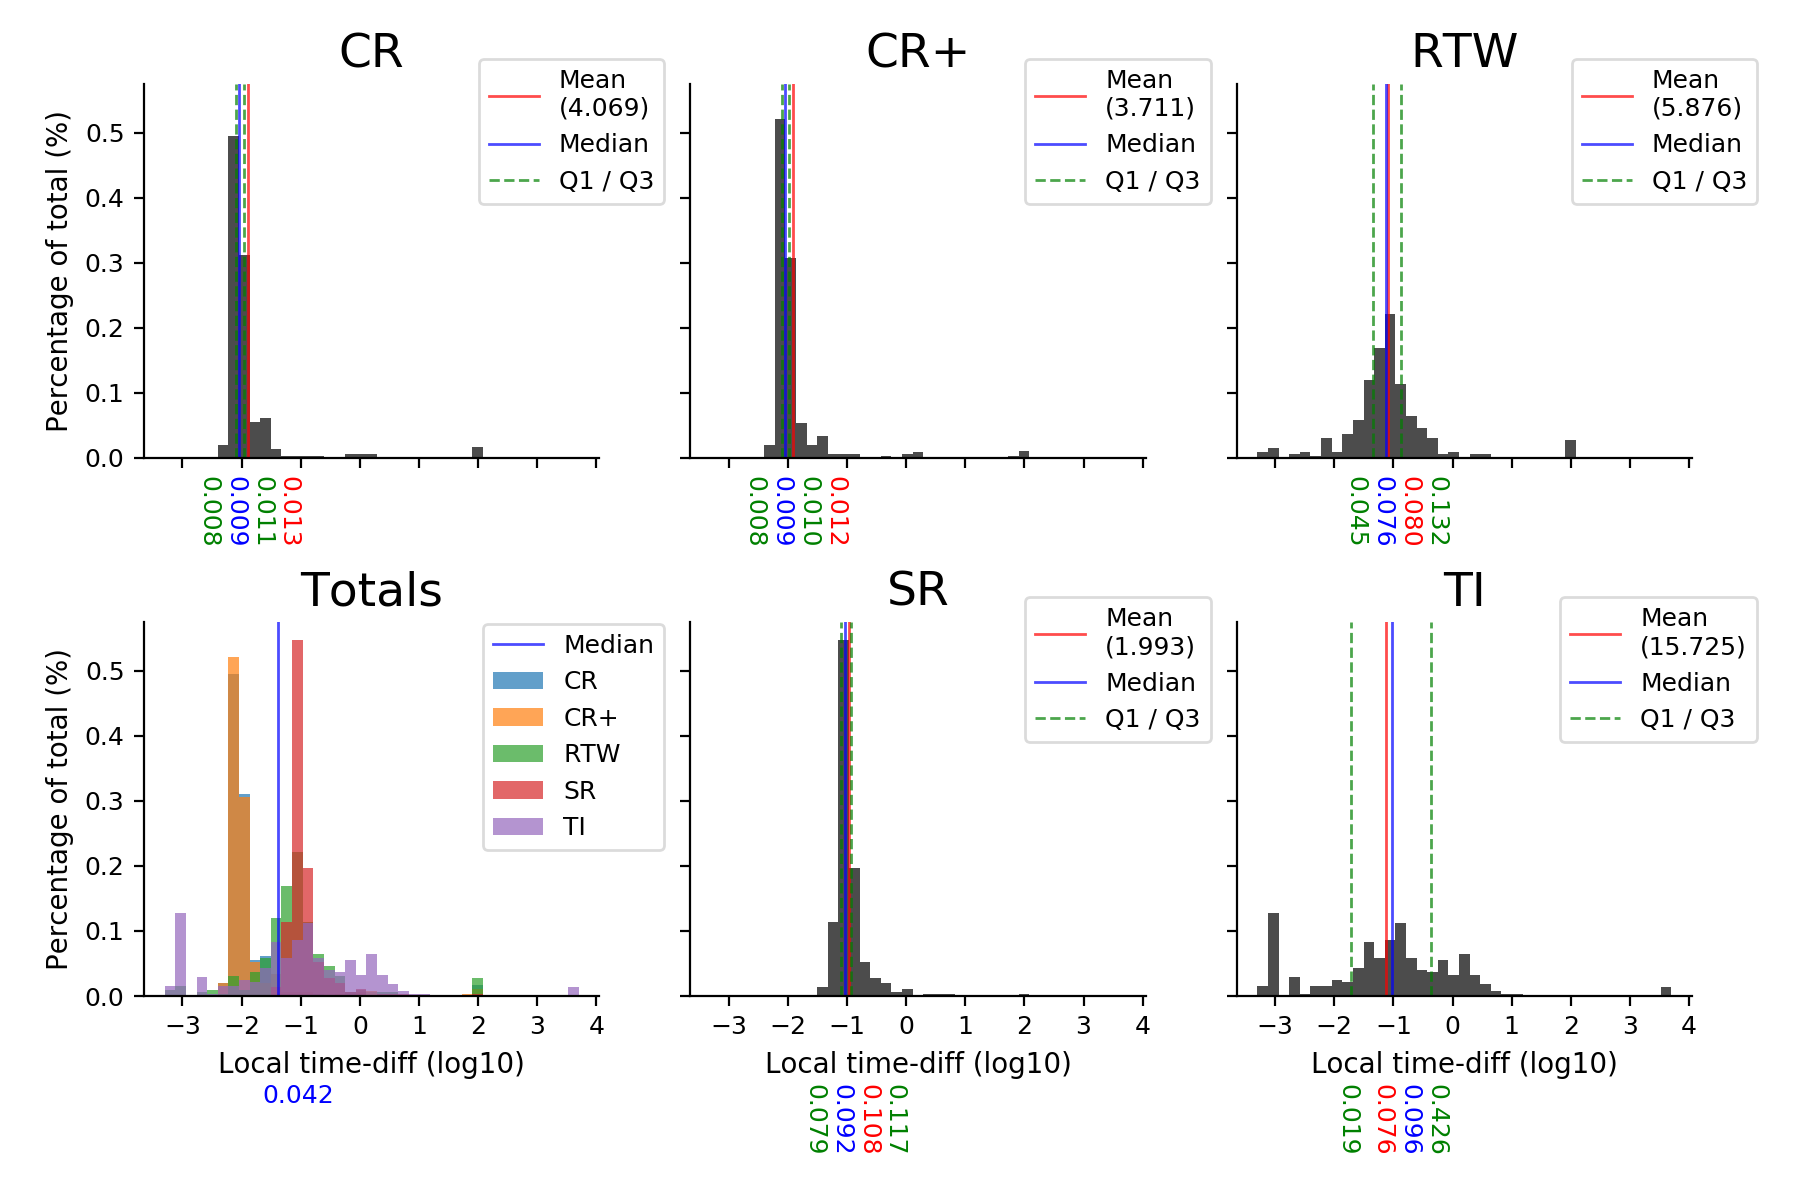 CR
Mean
(4.069)
Median
Q1 / Q3
Percentage of total (%)
0.5
0.4
0.3
0.2
0.1
0.0
0.008
0.009
0.011
0.013
CR+
Mean
(3.711)
Median
Q1 / Q3
0.008
0.009
0.010
0.012
RTW
Mean
(5.876)
Median
Q1 / Q3
0.045
0.076
0.080
0.132
Totals
Median
CR
CR+
RTW
SR
TI
Percentage of total (%)
0.5
0.4
0.3
0.2
0.1
0.0
−3 −2 −1 0 1 2 3 4
Local time-diff (log10)
0.042
SR
Mean
(1.993)
Median
Q1 / Q3
−3 −2 −1 0 1 2 3 4
Local time-diff (log10)
0.079
0.092
0.108
0.117
TI
Mean
(15.725)
Median
Q1 / Q3
−3 −2 −1 0 1 2 3 4
Local time-diff (log10)
0.019
0.076
0.096
0.426